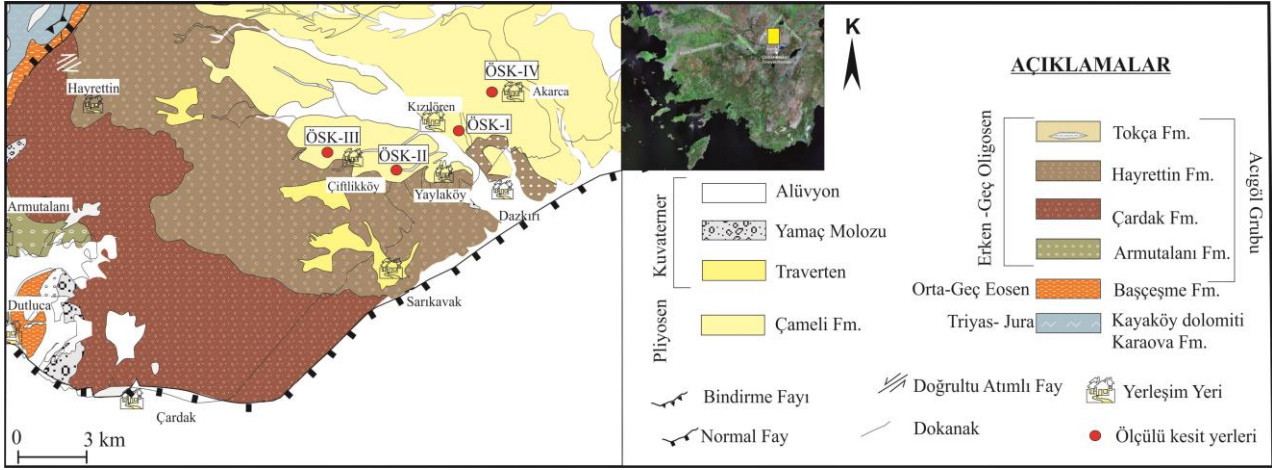 Hayrettin
ÖSK-IV
Akarca
Kızılören
ÖSK-I
ÖSK-III
ÖSK-II
Çiftlikköy
Yaylaköy
Dazkırı
Armutalanı
Sarıkavak
Dutluca
Çardak
0 3 km
K
AÇIKLAMALAR
Kuvaterner
Alüvyon
Yamaç Molozu
Traverten
Pliyosen
Çameli Fm.
Erken -Geç Oligosen
Tokça Fm.
Hayrettin Fm.
Çardak Fm.
Armutalanı Fm.
Acıgöl Grubu
Orta-Geç Eosen
Başçeşme Fm.
Triyas- Jura
Kayaköy dolomiti
Karaova Fm.
Bindirme Fayı
Doğrultu Atımlı Fay
Yerleşim Yeri
Normal Fay
Dokanak
Ölçülü kesit yerleri